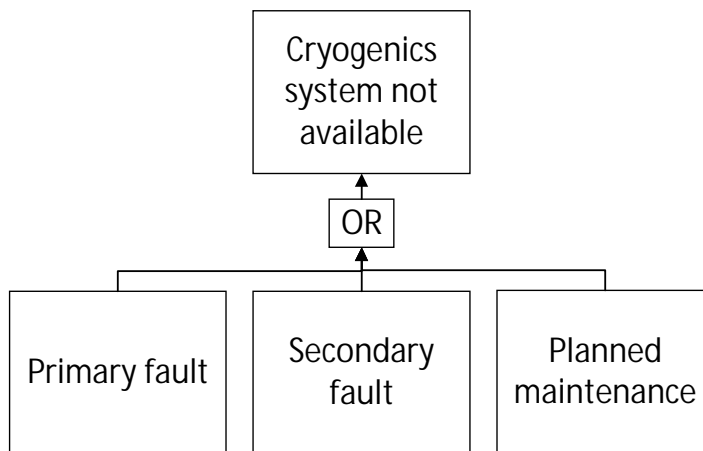 Cryogenics
system not
available
OR
Primary fault
Secondary
fault
Planned
maintenance